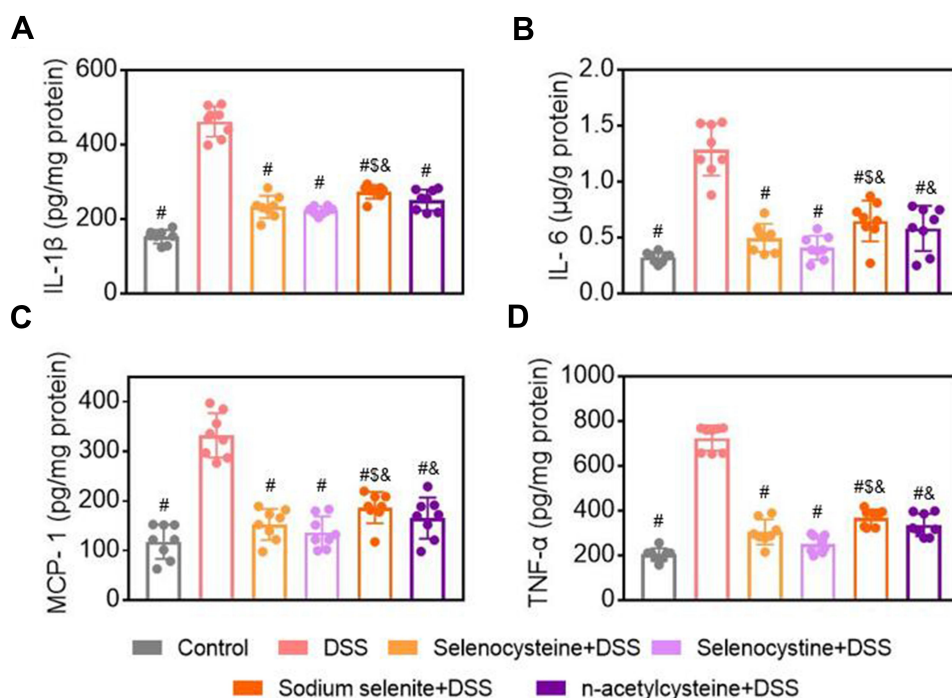 A
IL-1β (pg/mg protein)
600
400
200
0
#
#
#
#$&
#
B
IL- 6 (µg/g protein)
2.0
1.5
1.0
0.5
0.0
#
#
#
#$&
#&
C
MCP- 1 (pg/mg protein)
400
300
200
100
0
#
#
#
#$&
#&
D
TNF-α (pg/mg protein)
1000
800
600
400
200
0
#
#
#
#$&
#&
Control
DSS
Selenocysteine+DSS
Selenocystine+DSS
Sodium selenite+DSS
n-acetylcysteine+DSS